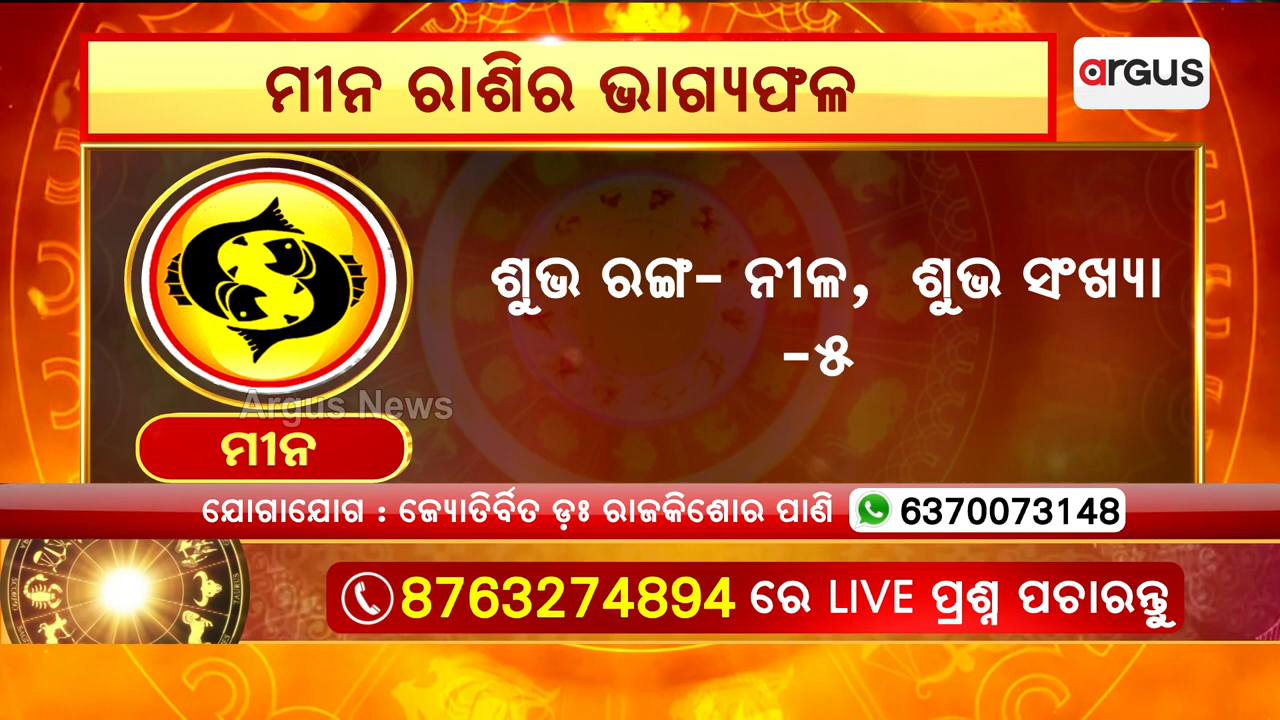 ମୀନ ରାଶିର ଭାଗ୍ୟଫଳ
argus
ଶୁଭ ରଙ୍ଗ- ନୀଳ, ଶୁଭ ସଂଖ୍ୟା
-୫
Argus News
ମୀନ
ଯୋଗାଯୋଗ : ଜ୍ୟୋତିର୍ବିତ ଡ଼ଃ ରାଜକିଶୋର ପାଣି 6370073148
8763274894 ରେ LIVE ପ୍ରଶ୍ନ ପଚାରନ୍ତୁ